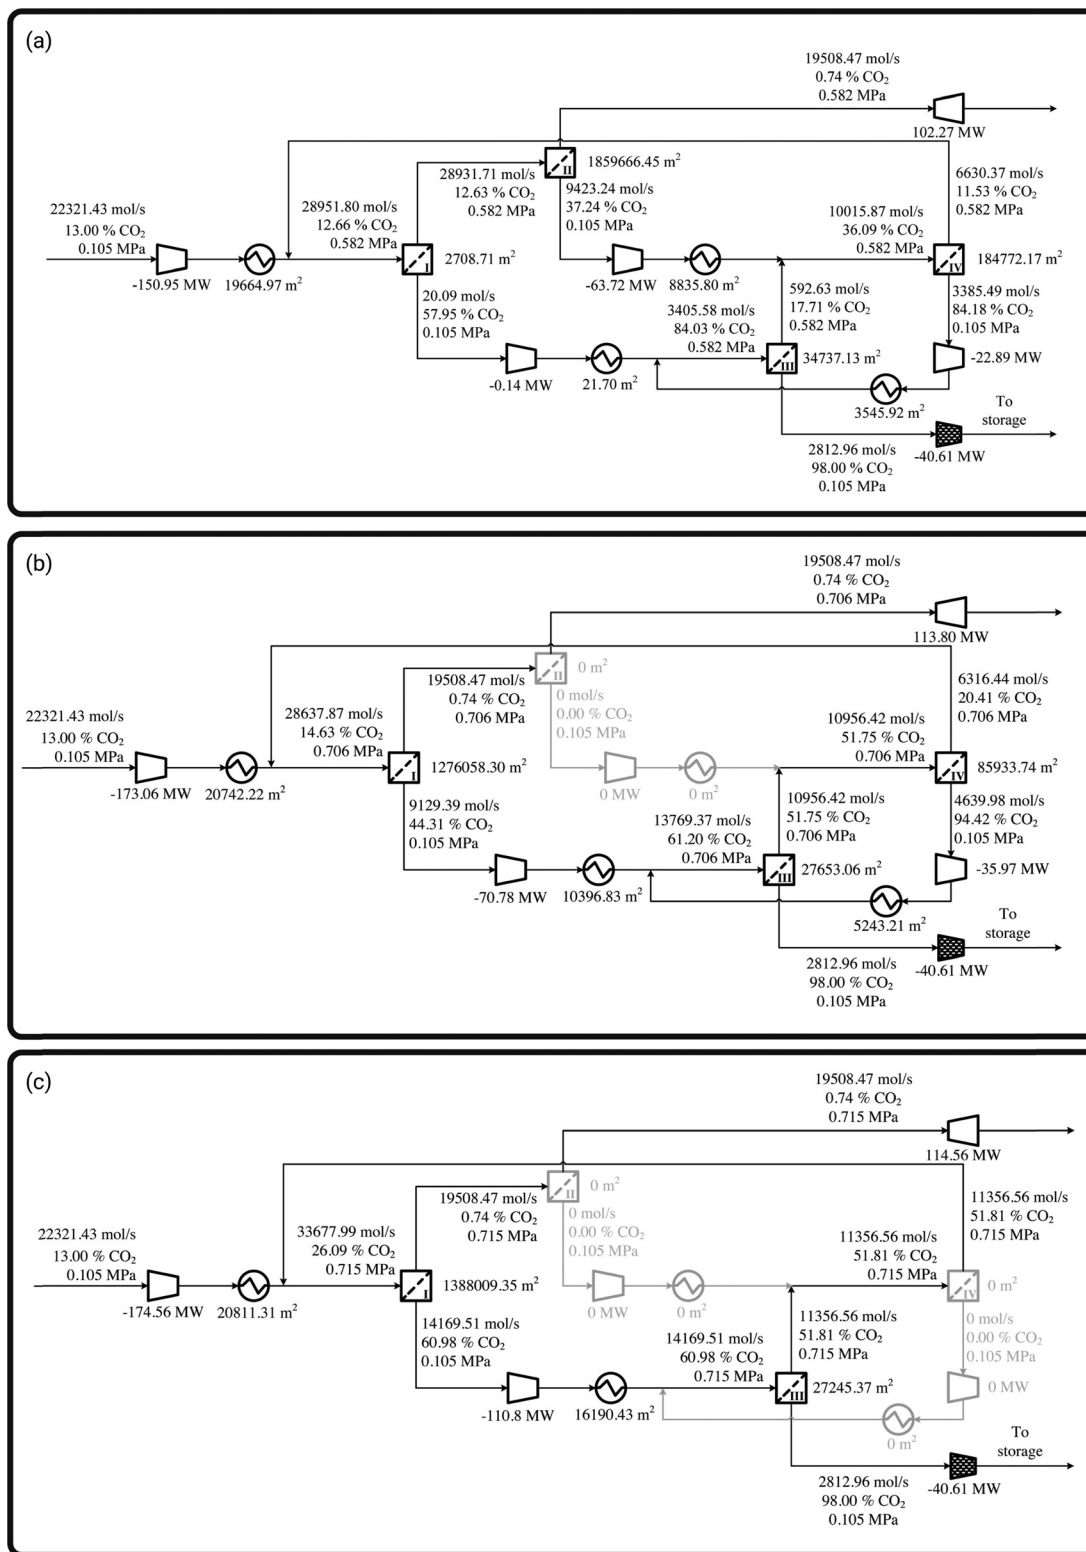 (a)
19508.47 mol/s
0.74 % CO₂
0.582 MPa
102.27 MW
II
1859666.45 m²
28931.71 mol/s
12.63 % CO₂
0.582 MPa
9423.24 mol/s
37.24 % CO₂
0.105 MPa
6630.37 mol/s
11.53 % CO₂
0.582 MPa
22321.43 mol/s
13.00 % CO₂
0.105 MPa
28951.80 mol/s
12.66 % CO₂
0.582 MPa
10015.87 mol/s
36.09 % CO₂
0.582 MPa
-150.95 MW
19664.97 m²
I
2708.71 m²
-63.72 MW
8835.80 m²
IV
184772.17 m²
20.09 mol/s
57.95 % CO₂
0.105 MPa
592.63 mol/s
17.71 % CO₂
0.582 MPa
3405.58 mol/s
84.03 % CO₂
0.582 MPa
3385.49 mol/s
84.18 % CO₂
0.105 MPa
-0.14 MW
21.70 m²
III
34737.13 m²
-22.89 MW
3545.92 m²
To
storage
-40.61 MW
2812.96 mol/s
98.00 % CO₂
0.105 MPa
(b)
19508.47 mol/s
0.74 % CO₂
0.706 MPa
113.80 MW
II
0 m²
19508.47 mol/s
0.74 % CO₂
0.706 MPa
0 mol/s
0.00 % CO₂
0.105 MPa
6316.44 mol/s
20.41 % CO₂
0.706 MPa
22321.43 mol/s
13.00 % CO₂
0.105 MPa
28637.87 mol/s
14.63 % CO₂
0.706 MPa
10956.42 mol/s
51.75 % CO₂
0.706 MPa
-173.06 MW
20742.22 m²
I
1276058.30 m²
0 MW
0 m²
IV
85933.74 m²
9129.39 mol/s
44.31 % CO₂
0.105 MPa
10956.42 mol/s
51.75 % CO₂
0.706 MPa
13769.37 mol/s
61.20 % CO₂
0.706 MPa
4639.98 mol/s
94.42 % CO₂
0.105 MPa
-70.78 MW
10396.83 m²
III
27653.06 m²
-35.97 MW
5243.21 m²
To
storage
-40.61 MW
2812.96 mol/s
98.00 % CO₂
0.105 MPa
(c)
19508.47 mol/s
0.74 % CO₂
0.715 MPa
114.56 MW
II
0 m²
19508.47 mol/s
0.74 % CO₂
0.715 MPa
0 mol/s
0.00 % CO₂
0.105 MPa
11356.56 mol/s
51.81 % CO₂
0.715 MPa
22321.43 mol/s
13.00 % CO₂
0.105 MPa
33677.99 mol/s
26.09 % CO₂
0.715 MPa
11356.56 mol/s
51.81 % CO₂
0.715 MPa
-174.56 MW
20811.31 m²
I
1388009.35 m²
0 MW
0 m²
IV
0 m²
14169.51 mol/s
60.98 % CO₂
0.105 MPa
11356.56 mol/s
51.81 % CO₂
0.715 MPa
14169.51 mol/s
60.98 % CO₂
0.715 MPa
0 mol/s
0.00 % CO₂
0.105 MPa
-110.8 MW
16190.43 m²
III
27245.37 m²
0 MW
0 m²
To
storage
-40.61 MW
2812.96 mol/s
98.00 % CO₂
0.105 MPa